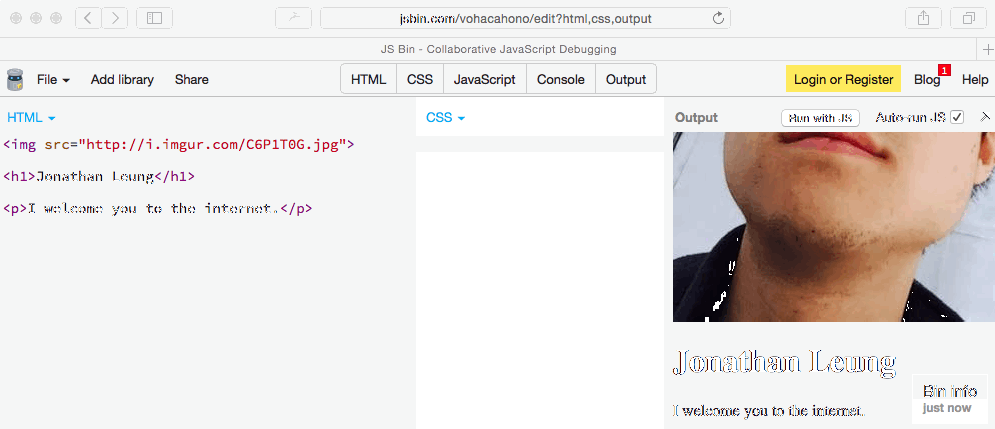 jsbin.com/vohacahono/edit?html,css,output
JS Bin - Collaborative JavaScript Debugging
File Add library Share HTML CSS JavaScript Console Output Login or Register Blog 1 Help
HTML CSS Output Run with JS Auto-run JS
<img src="http://i.imgur.com/C6P1T0G.jpg">
<h1>Jonathan Leung</h1>
<p>I welcome you to the internet.</p>
Jonathan Leung
I welcome you to the internet.
Bin info
just now